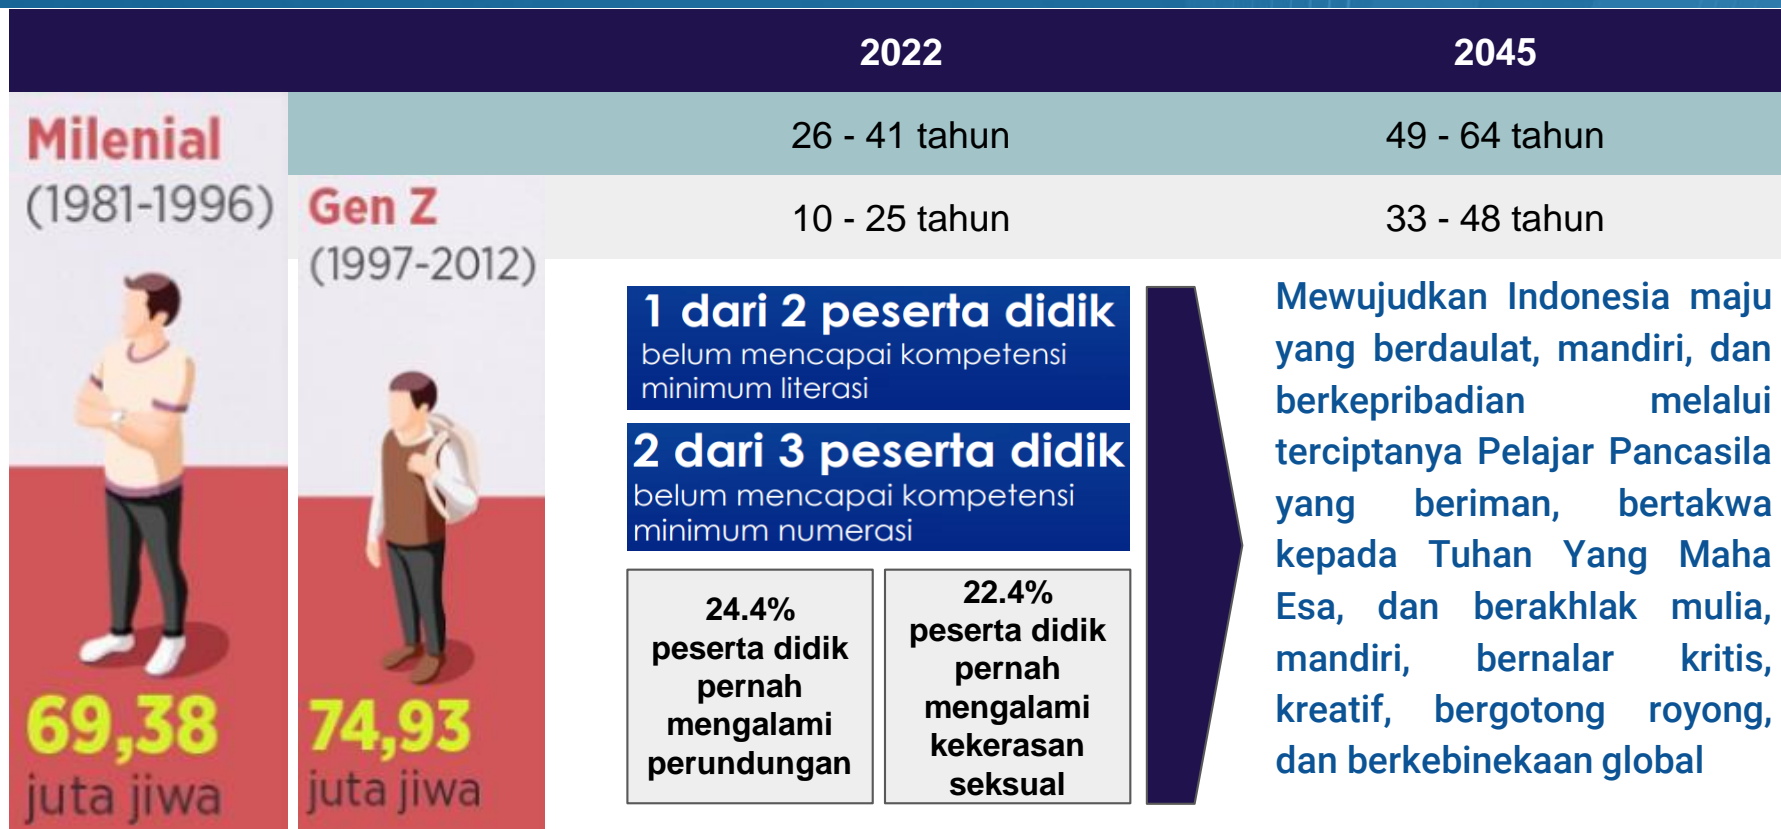 2022
2045
Milenial
(1981-1996)
26 - 41 tahun
49 - 64 tahun
Gen Z
(1997-2012)
10 - 25 tahun
33 - 48 tahun
69,38
juta jiwa
74,93
juta jiwa
1 dari 2 peserta didik
belum mencapai kompetensi
minimum literasi
2 dari 3 peserta didik
belum mencapai kompetensi
minimum numerasi
24.4%
peserta didik
pernah
mengalami
perundungan
22.4%
peserta didik
pernah
mengalami
kekerasan
seksual
Mewujudkan Indonesia maju
yang berdaulat, mandiri, dan
berkepribadian melalui
terciptanya Pelajar Pancasila
yang beriman, bertakwa
kepada Tuhan Yang Maha
Esa, dan berakhlak mulia,
mandiri, bernalar kritis,
kreatif, bergotong royong,
dan berkebinekaan global